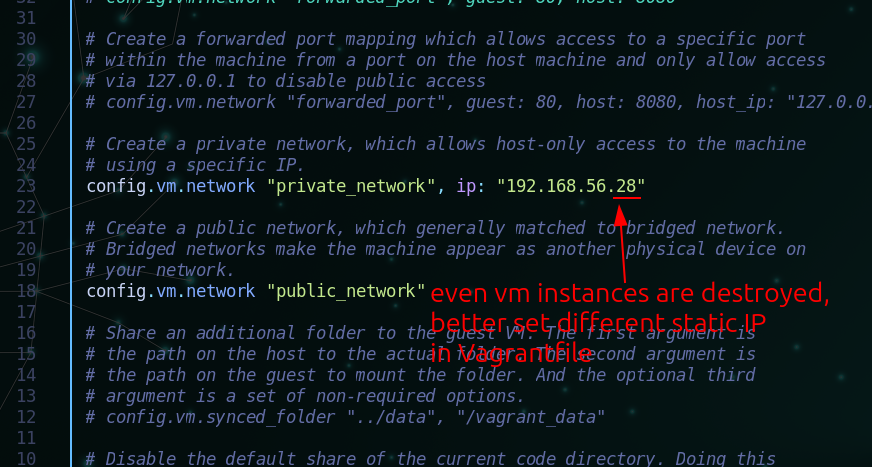 32 # config.vm.network "forwarded_port", guest: 80, host: 8080
31
30 # Create a forwarded port mapping which allows access to a specific port
29 # within the machine from a port on the host machine and only allow access
28 # via 127.0.0.1 to disable public access
27 # config.vm.network "forwarded_port", guest: 80, host: 8080, host_ip: "127.0.0.
26
25 # Create a private network, which allows host-only access to the machine
24 # using a specific IP.
23 config.vm.network "private_network", ip: "192.168.56.28"
22
21 # Create a public network, which generally matched to bridged network.
20 # Bridged networks make the machine appear as another physical device on
19 # your network.
18 config.vm.network "public_network"
even vm instances are destroyed,
better set different static IP
in Vagrantfile
17
16 # Share an additional folder to the guest VM. The first argument is
15 # the path on the host to the actual folder. The second argument is
14 # the path on the guest to mount the folder. And the optional third
13 # argument is a set of non-required options.
12 # config.vm.synced_folder "../data", "/vagrant_data"
11
10 # Disable the default share of the current code directory. Doing this